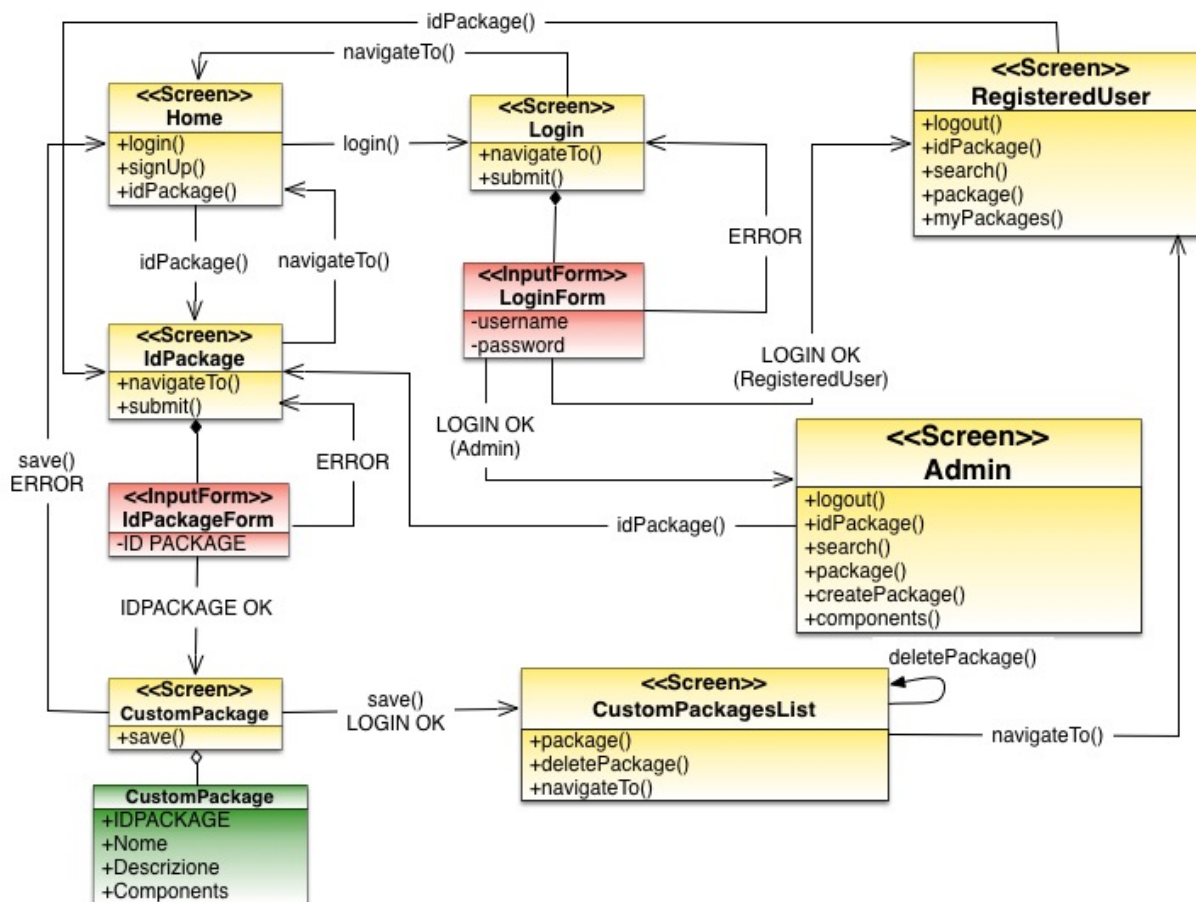 idPackage()
navigateTo()
<<Screen>>
Home
+login()
+signUp()
+idPackage()
login()
<<Screen>>
Login
+navigateTo()
+submit()
<<Screen>>
RegisteredUser
+logout()
+idPackage()
+search()
+package()
+myPackages()
idPackage()
navigateTo()
ERROR
<<InputForm>>
LoginForm
-username
-password
<<Screen>>
IdPackage
+navigateTo()
+submit()
LOGIN OK
(RegisteredUser)
LOGIN OK
(Admin)
save()
ERROR
ERROR
<<InputForm>>
IdPackageForm
-ID PACKAGE
idPackage()
<<Screen>>
Admin
+logout()
+idPackage()
+search()
+package()
+createPackage()
+components()
IDPACKAGE OK
<<Screen>>
CustomPackage
+save()
save()
LOGIN OK
deletePackage()
<<Screen>>
CustomPackagesList
+package()
+deletePackage()
+navigateTo()
navigateTo()
CustomPackage
+IDPACKAGE
+Nome
+Descrizione
+Components